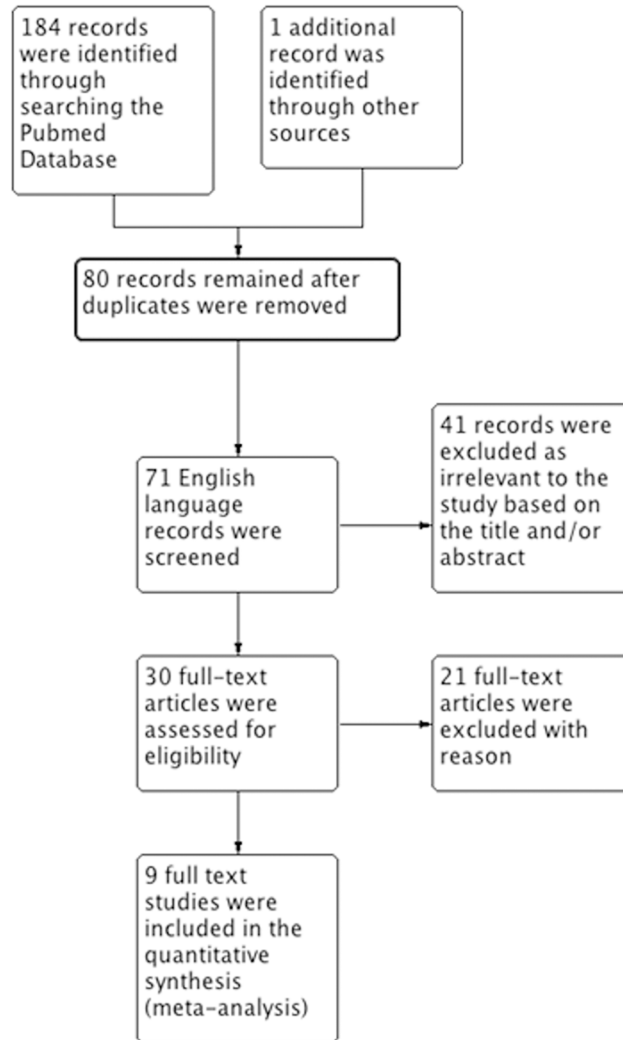 184 records
were identified
through
searching the
Pubmed
Database
1 additional
record was
identified
through other
sources
80 records remained after
duplicates were removed
71 English
language
records were
screened
41 records were
excluded as
irrelevant to the
study based on
the title and/or
abstract
30 full-text
articles were
assessed for
eligibility
21 full-text
articles were
excluded with
reason
9 full text
studies were
included in the
quantitative
synthesis
(meta-analysis)